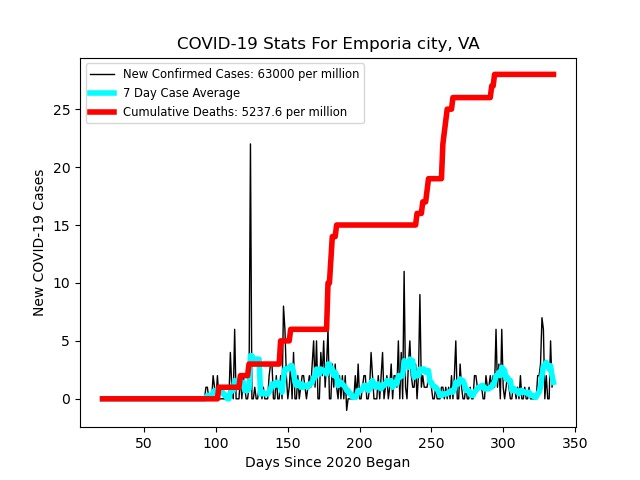 COVID-19 Stats For Emporia city, VA
New Confirmed Cases: 63000 per million
7 Day Case Average
Cumulative Deaths: 5237.6 per million
New COVID-19 Cases
25
20
15
10
5
0
50 100 150 200 250 300 350
Days Since 2020 Began